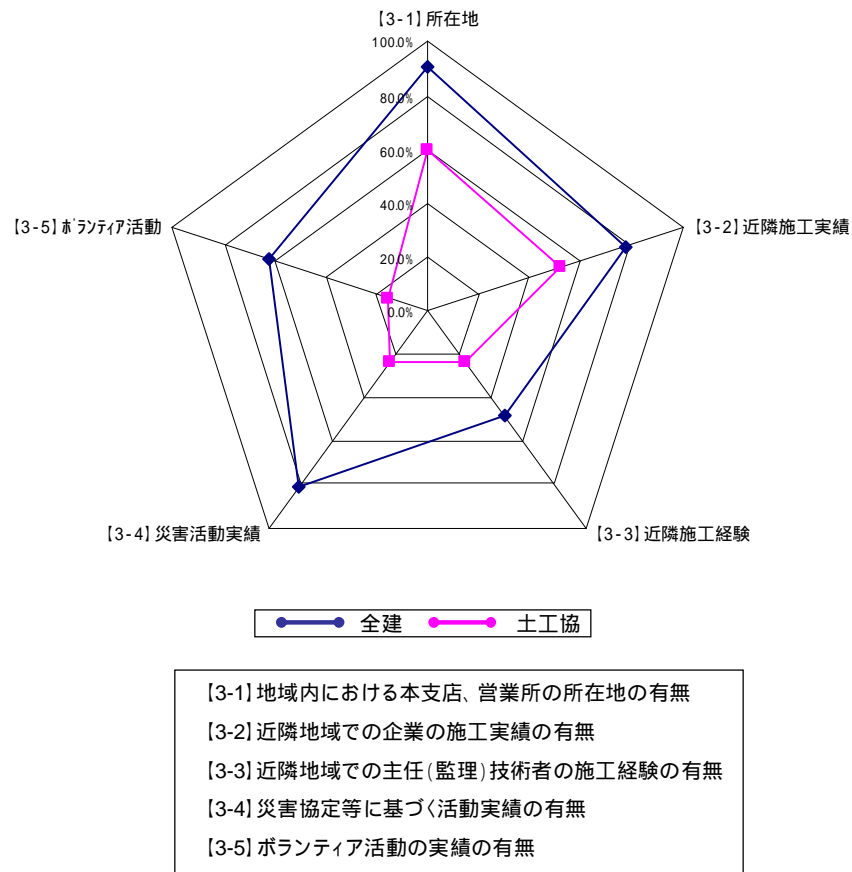 【3-1】所在地
100.0%
80.0%
60.0%
40.0%
20.0%
0.0%
【3-5】ﾎﾞﾗﾝﾃｨｱ活動
【3-2】近隣施工実績
【3-4】災害活動実績
【3-3】近隣施工経験
全建 土工協
【3-1】地域内における本支店、営業所の所在地の有無
【3-2】近隣地域での企業の施工実績の有無
【3-3】近隣地域での主任(監理)技術者の施工経験の有無
【3-4】災害協定等に基づく活動実績の有無
【3-5】ボランティア活動の実績の有無